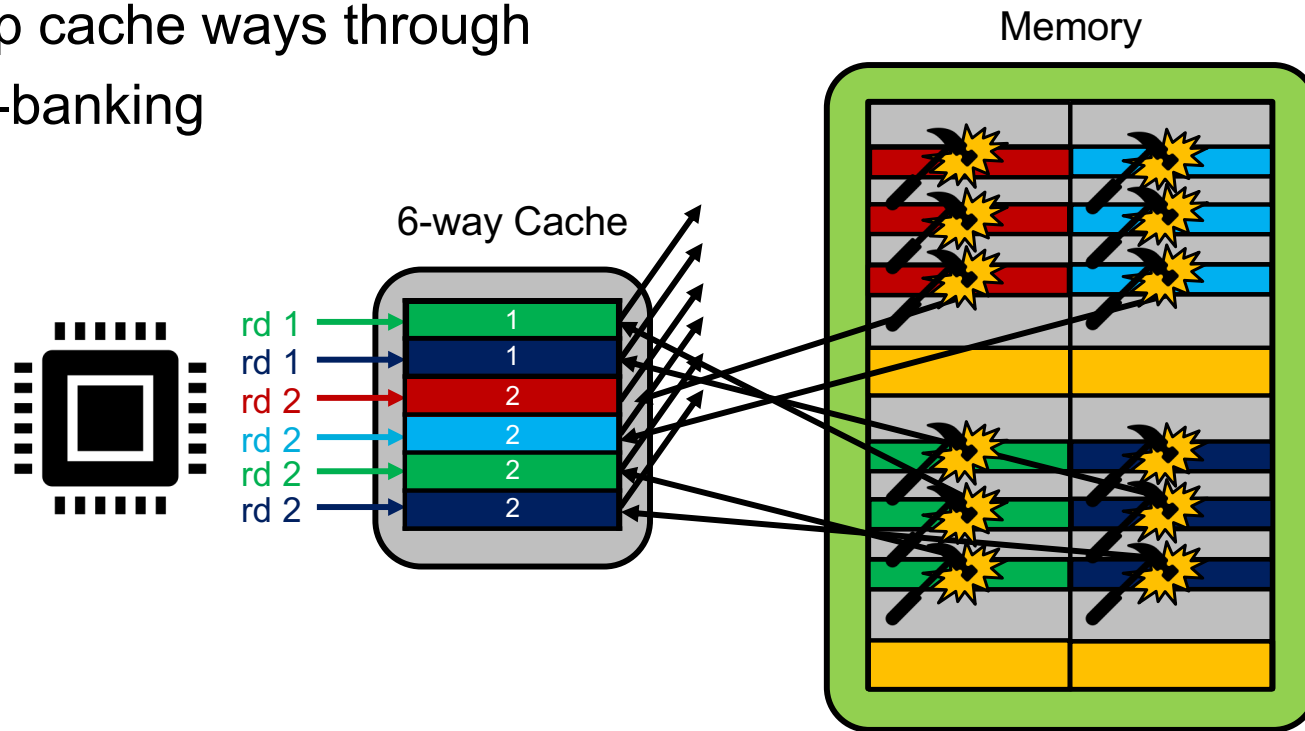 p cache ways through
-banking
Memory
6-way Cache
rd 1
rd 1
rd 2
rd 2
rd 2
rd 2
1
1
2
2
2
2